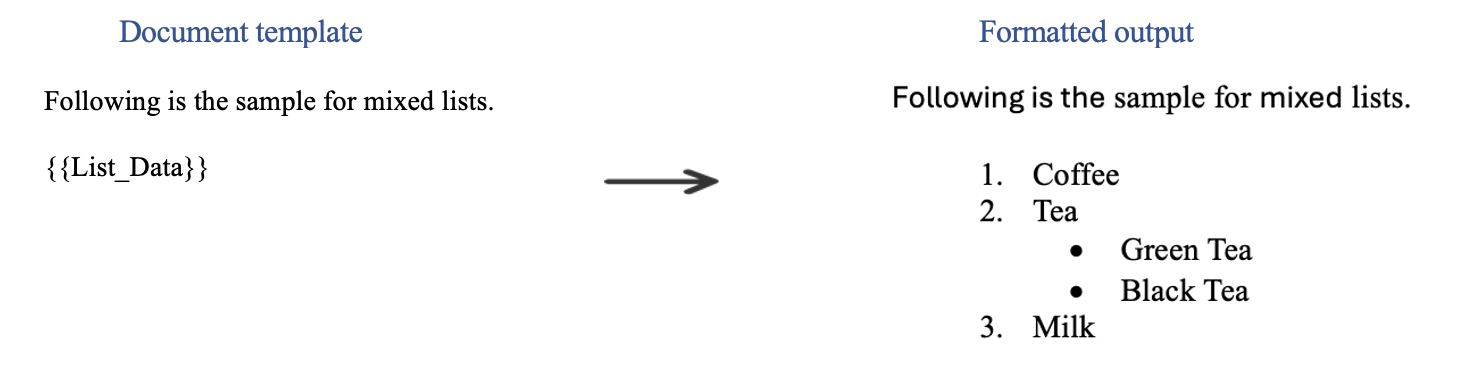 Document template
Following is the sample for mixed lists.
{{List_Data}}
Formatted output
Following is the sample for mixed lists.
1. Coffee
2. Tea
• Green Tea
• Black Tea
3. Milk